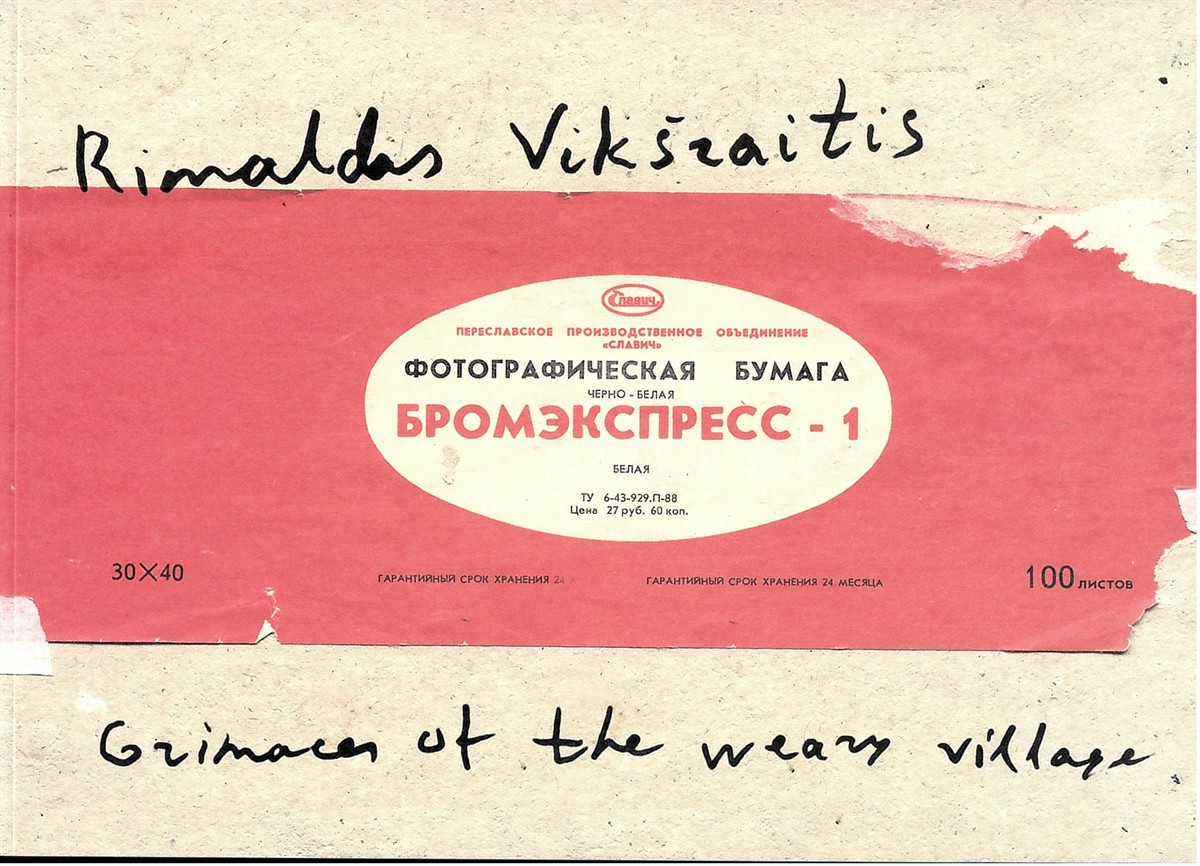 Rimaldas Vikšraitis
Славич
ПЕРЕСЛАВСКОЕ ПРОИЗВОДСТВЕННОЕ ОБЪЕДИНЕНИЕ
«СЛАВИЧ»
ФОТОГРАФИЧЕСКАЯ БУМАГА
ЧЕРНО - БЕЛАЯ
БРОМЭКСПРЕСС - 1
БЕЛАЯ
ТУ 6-43-929.П-88
Цена 27 руб. 60 коп.
30×40
ГАРАНТИЙНЫЙ СРОК ХРАНЕНИЯ 24
ГАРАНТИЙНЫЙ СРОК ХРАНЕНИЯ 24 МЕСЯЦА
100 ЛИСТОВ
Grimaces of the weary village